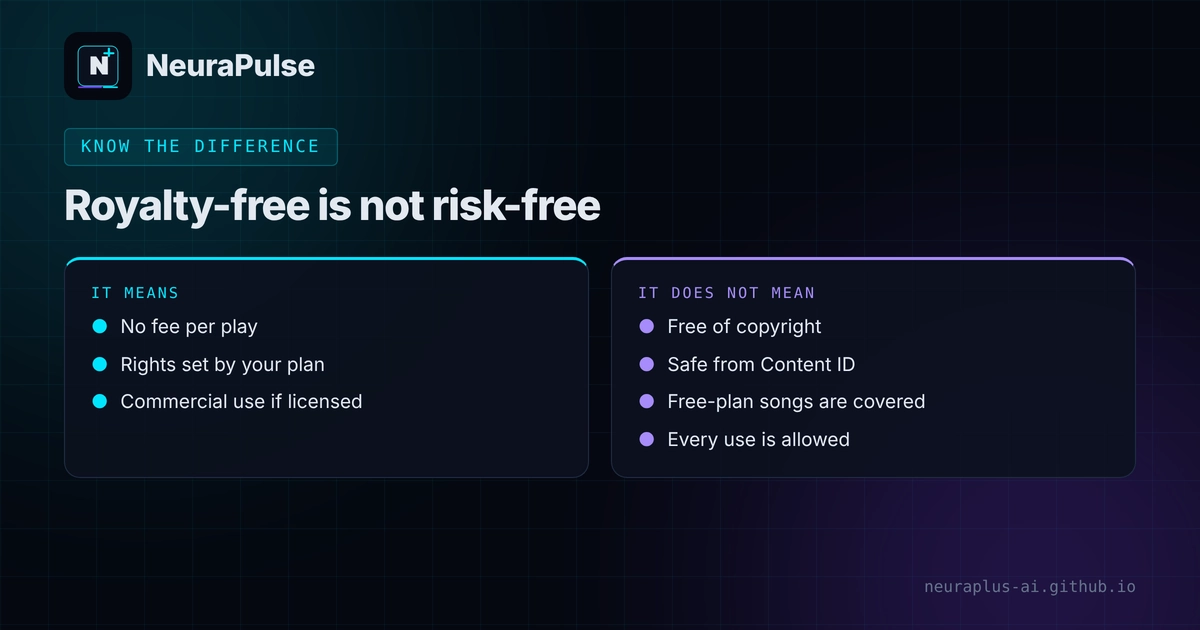 N
NeuraPulse
KNOW THE DIFFERENCE
Royalty-free is not risk-free
IT MEANS
No fee per play
Rights set by your plan
Commercial use if licensed
IT DOES NOT MEAN
Free of copyright
Safe from Content ID
Free-plan songs are covered
Every use is allowed
neuraplus-ai.github.io